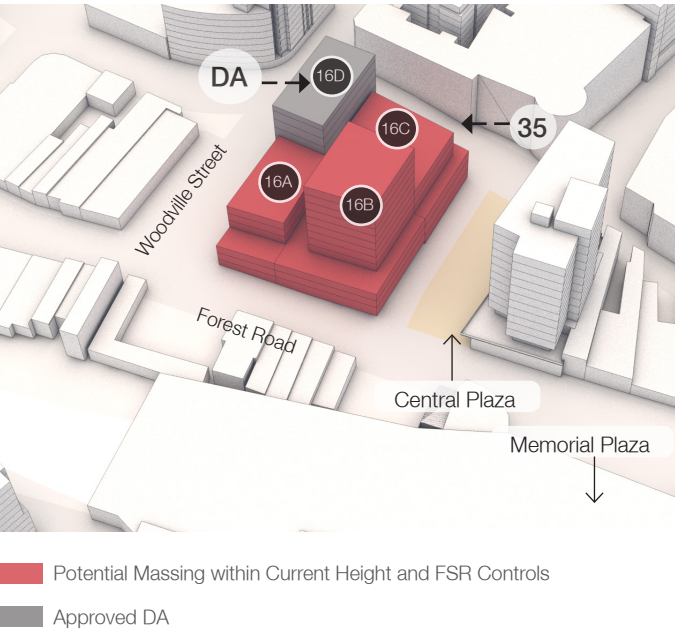 DA
16D
16C
35
16A
16B
Woodville Street
Forest Road
Central Plaza
Memorial Plaza
Potential Massing within Current Height and FSR Controls
Approved DA